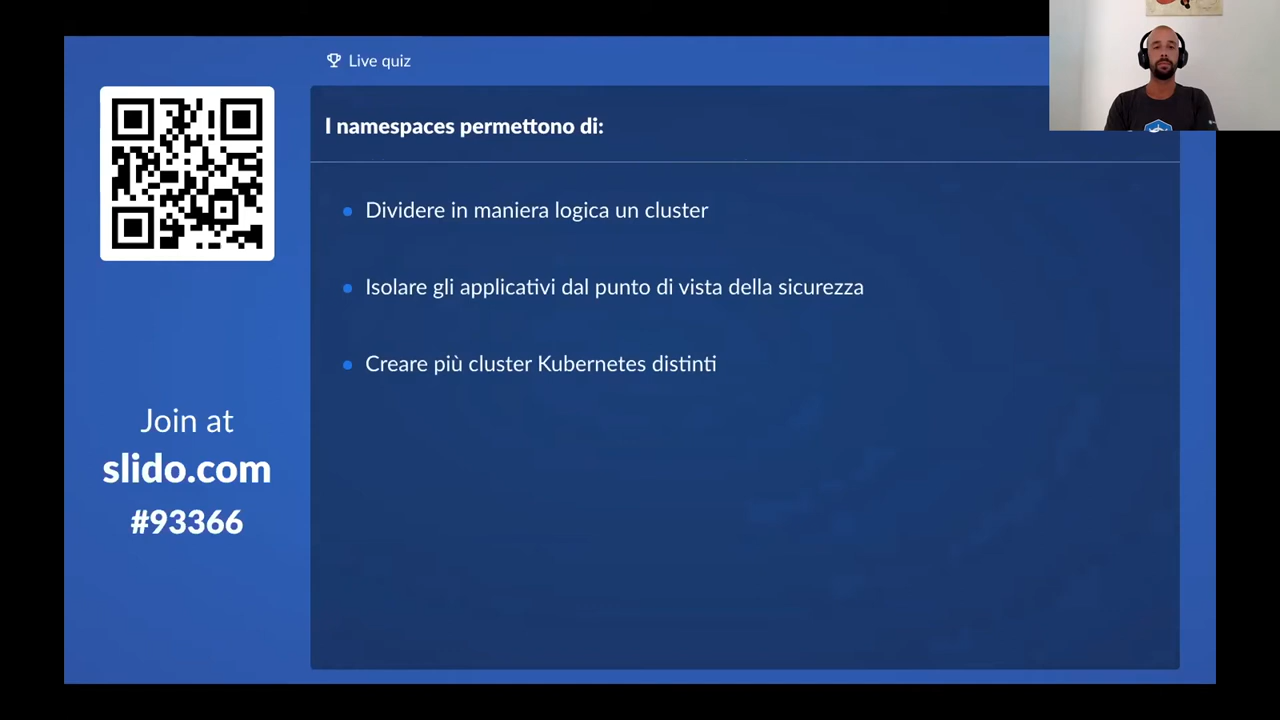 Live quiz
I namespaces permettono di:
Dividere in maniera logica un cluster
Isolare gli applicativi dal punto di vista della sicurezza
Creare più cluster Kubernetes distinti
Join at
slido.com
#93366